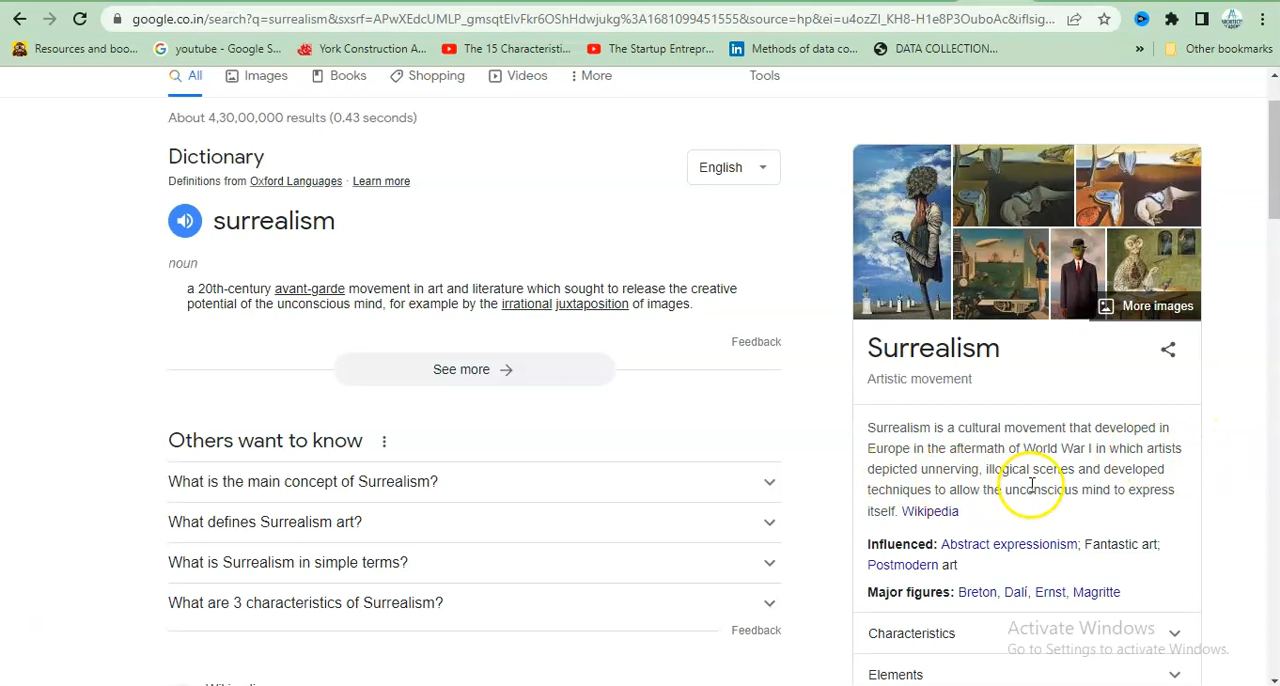 google.co.in/search?q=surrealism&sxsrf=APwXEdcUMLP_gmsqtEIvFkr6OShHdwjukg%3A1681099451555&source=hp&ei=u4ozZI_KH8-H1e8P3OuboAc&iflsig...
Resources and boo... youtube - Google S... York Construction A... The 15 Characteristi... The Startup Entrepr... Methods of data co... DATA COLLECTION... » Other bookmarks
All Images Books Shopping Videos More Tools
About 4,30,00,000 results (0.43 seconds)
Dictionary
English
Definitions from Oxford Languages · Learn more
surrealism
noun
a 20th-century avant-garde movement in art and literature which sought to release the creative
potential of the unconscious mind, for example by the irrational juxtaposition of images.
Feedback
See more
Others want to know
What is the main concept of Surrealism?
What defines Surrealism art?
What is Surrealism in simple terms?
What are 3 characteristics of Surrealism?
Feedback
More images
Surrealism
Artistic movement
Surrealism is a cultural movement that developed in
Europe in the aftermath of World War I in which artists
depicted unnerving, illogical scenes and developed
techniques to allow the unconscious mind to express
itself. Wikipedia
Influenced: Abstract expressionism; Fantastic art;
Postmodern art
Major figures: Breton, Dalí, Ernst, Magritte
Characteristics
Elements
Activate Windows
Go to Settings to activate Windows.